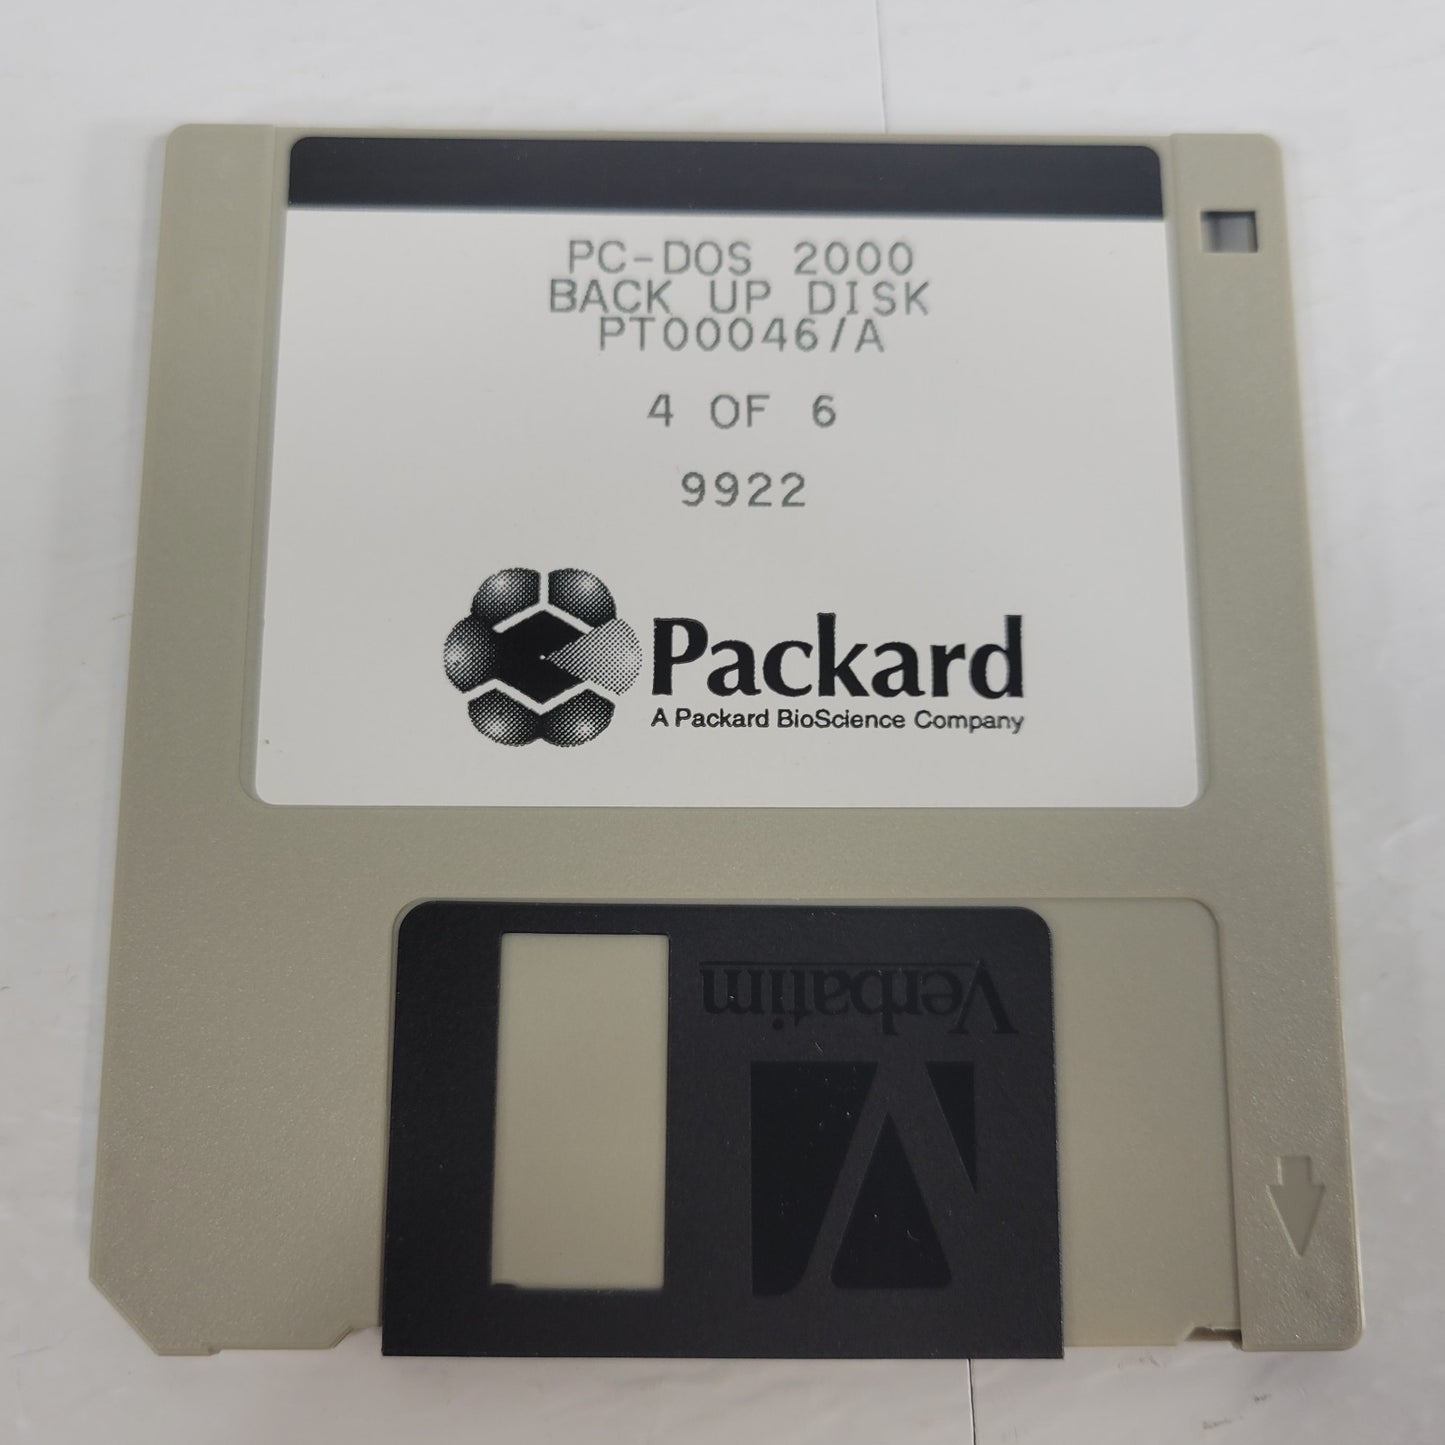 PC-DOS 2000
BACK UP DISK
PT00046/A
4 OF 6
9922
Packard
A Packard BioScience Company
Verbatim